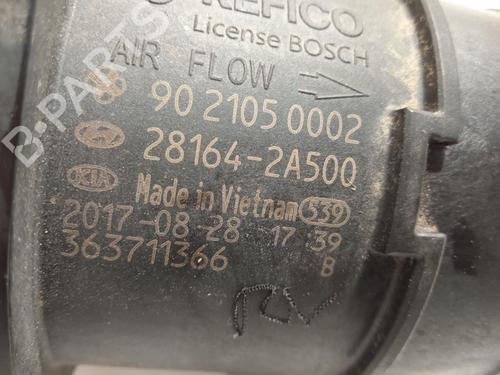 KEFICO
License BOSCH
AIR FLOW
90 2105 0002
28164-2A500
KIA Made in Vietnam 539
2017-08-28 17:39
363711366 B
B-PARTS